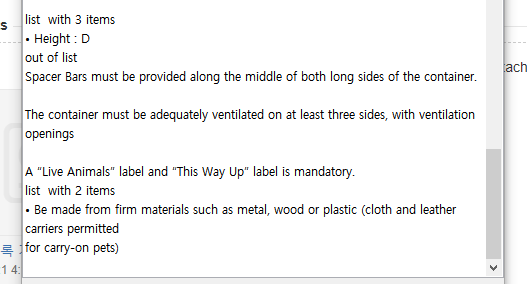 s
list  with 3 items
• Height : D
out of list
Spacer Bars must be provided along the middle of both long sides of the container.
tach
The container must be adequately ventilated on at least three sides, with ventilation
openings
A “Live Animals” label and “This Way Up” label is mandatory.
list  with 2 items
• Be made from firm materials such as metal, wood or plastic (cloth and leather
carriers permitted
for carry-on pets)
록
1 4: